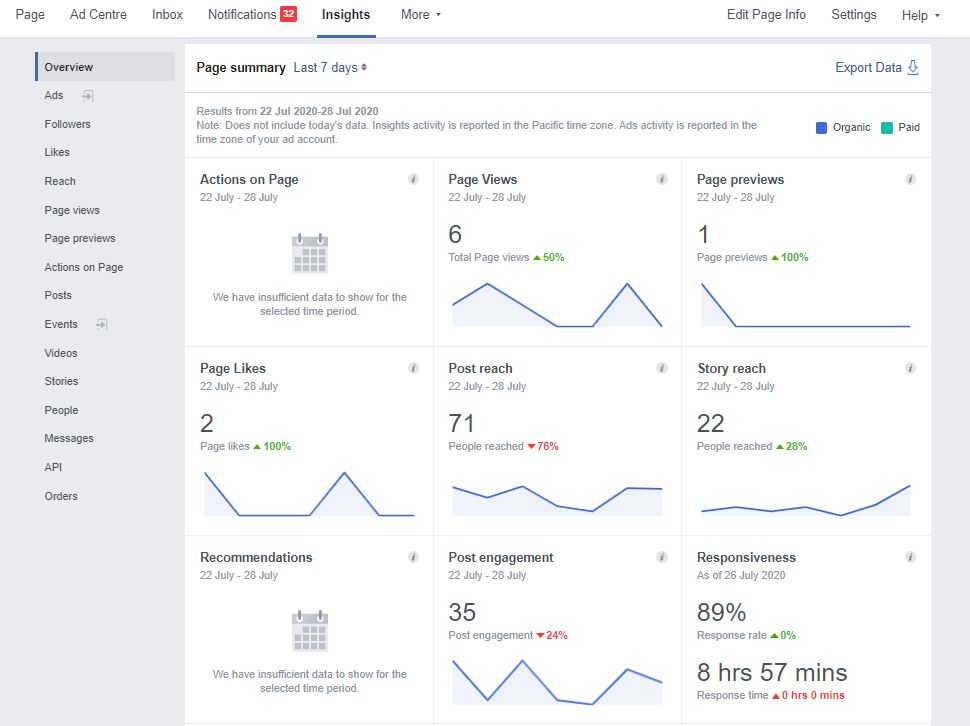 Page Ad Centre Inbox Notifications 32 Insights More Edit Page Info Settings Help
Overview
Ads
Followers
Likes
Reach
Page views
Page previews
Actions on Page
Posts
Events
Videos
Stories
People
Messages
API
Orders
Page summary Last 7 days Export Data
Results from 22 Jul 2020-28 Jul 2020
Note: Does not include today's data. Insights activity is reported in the Pacific time zone. Ads activity is reported in the
time zone of your ad account.
Organic Paid
Actions on Page
22 July - 28 July
We have insufficient data to show for the
selected time period.
Page Views
22 July - 28 July
6
Total Page views 50%
Page previews
22 July - 28 July
1
Page previews 100%
Page Likes
22 July - 28 July
2
Page likes 100%
Post reach
22 July - 28 July
71
People reached 76%
Story reach
22 July - 28 July
22
People reached 28%
Recommendations
22 July - 28 July
We have insufficient data to show for the
selected time period.
Post engagement
22 July - 28 July
35
Post engagement 24%
Responsiveness
As of 26 July 2020
89%
Response rate 0%
8 hrs 57 mins
Response time 0 hrs 0 mins